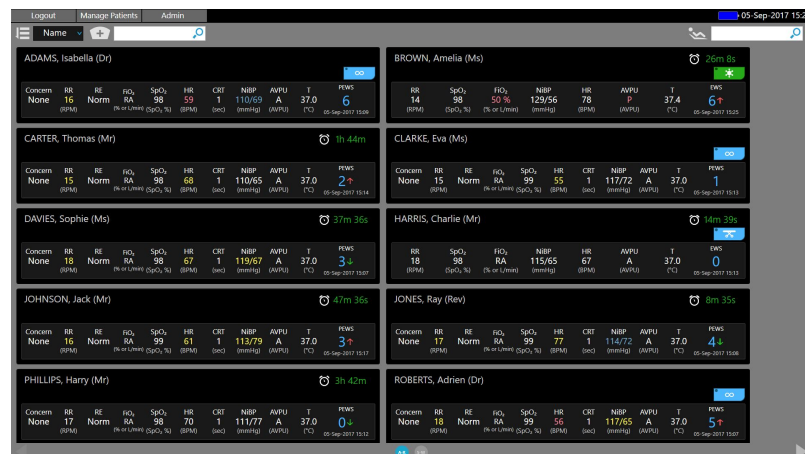 Logout Manage Patients Admin 05-Sep-2017 15:2
Name
ADAMS, Isabella (Dr)
Concern RR RE FiO₂ SpO₂ HR CRT NiBP AVPU T PEWS
None 16 Norm RA 98 59 1 110/69 A 37.0 6
(RPM) (% or L/min) (SpO₂ %) (BPM) (sec) (mmHg) (AVPU) (°C) 05-Sep-2017 15:09
BROWN, Amelia (Ms) 26m 8s
RR SpO₂ FiO₂ NiBP HR AVPU T EWS
14 98 50 % 129/56 78 P 37.4 6↑
(RPM) (SpO₂ %) (% or L/min) (mmHg) (BPM) (AVPU) (°C) 05-Sep-2017 15:25
CARTER, Thomas (Mr) 1h 44m
Concern RR RE FiO₂ SpO₂ HR CRT NiBP AVPU T PEWS
None 15 Norm RA 98 68 1 110/65 A 37.0 2↑
(RPM) (% or L/min) (SpO₂ %) (BPM) (sec) (mmHg) (AVPU) (°C) 05-Sep-2017 15:14
CLARKE, Eva (Ms)
Concern RR RE FiO₂ SpO₂ HR CRT NiBP AVPU T PEWS
None 15 Norm RA 99 55 1 117/72 A 37.0 1
(RPM) (% or L/min) (SpO₂ %) (BPM) (sec) (mmHg) (AVPU) (°C) 05-Sep-2017 15:13
DAVIES, Sophie (Ms) 37m 36s
Concern RR RE FiO₂ SpO₂ HR CRT NiBP AVPU T PEWS
None 18 Norm RA 98 67 1 119/67 A 37.0 3↓
(RPM) (% or L/min) (SpO₂ %) (BPM) (sec) (mmHg) (AVPU) (°C) 05-Sep-2017 15:07
HARRIS, Charlie (Mr) 14m 39s
RR SpO₂ FiO₂ NiBP HR AVPU T EWS
18 98 RA 115/65 67 A 37.0 0
(RPM) (SpO₂ %) (% or L/min) (mmHg) (BPM) (AVPU) (°C) 05-Sep-2017 15:13
JOHNSON, Jack (Mr) 47m 36s
Concern RR RE FiO₂ SpO₂ HR CRT NiBP AVPU T PEWS
None 16 Norm RA 99 61 1 113/79 A 37.0 3↑
(RPM) (% or L/min) (SpO₂ %) (BPM) (sec) (mmHg) (AVPU) (°C) 05-Sep-2017 15:17
JONES, Ray (Rev) 8m 35s
Concern RR RE FiO₂ SpO₂ HR CRT NiBP AVPU T PEWS
None 17 Norm RA 99 77 1 114/72 A 37.0 4↓
(RPM) (% or L/min) (SpO₂ %) (BPM) (sec) (mmHg) (AVPU) (°C) 05-Sep-2017 15:08
PHILLIPS, Harry (Mr) 3h 42m
Concern RR RE FiO₂ SpO₂ HR CRT NiBP AVPU T PEWS
None 17 Norm RA 98 70 1 111/77 A 37.0 0↓
(RPM) (% or L/min) (SpO₂ %) (BPM) (sec) (mmHg) (AVPU) (°C) 05-Sep-2017 15:12
ROBERTS, Adrien (Dr)
Concern RR RE FiO₂ SpO₂ HR CRT NiBP AVPU T PEWS
None 18 Norm RA 99 56 1 117/65 A 37.0 5↑
(RPM) (% or L/min) (SpO₂ %) (BPM) (sec) (mmHg) (AVPU) (°C) 05-Sep-2017 15:07